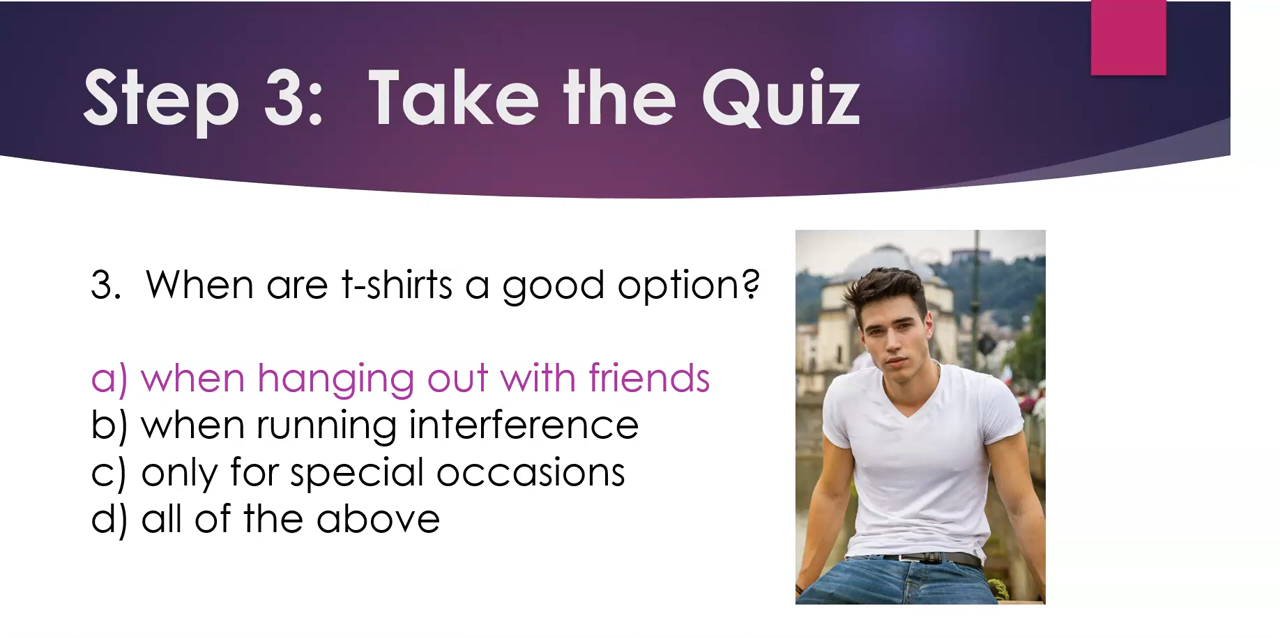 Step 3: Take the Quiz
3. When are t-shirts a good option?
a) when hanging out with friends
b) when running interference
c) only for special occasions
d) all of the above